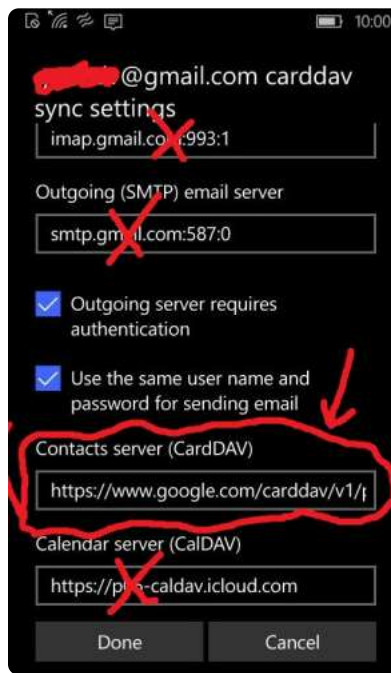 10:00
@gmail.com carddav
sync settings
imap.gmail.com:993:1
Outgoing (SMTP) email server
smtp.gmail.com:587:0
Outgoing server requires
authentication
Use the same user name and
password for sending email
Contacts server (CardDAV)
https://www.google.com/carddav/v1/
Calendar server (CalDAV)
caldav.icloud.com
Done
Cancel